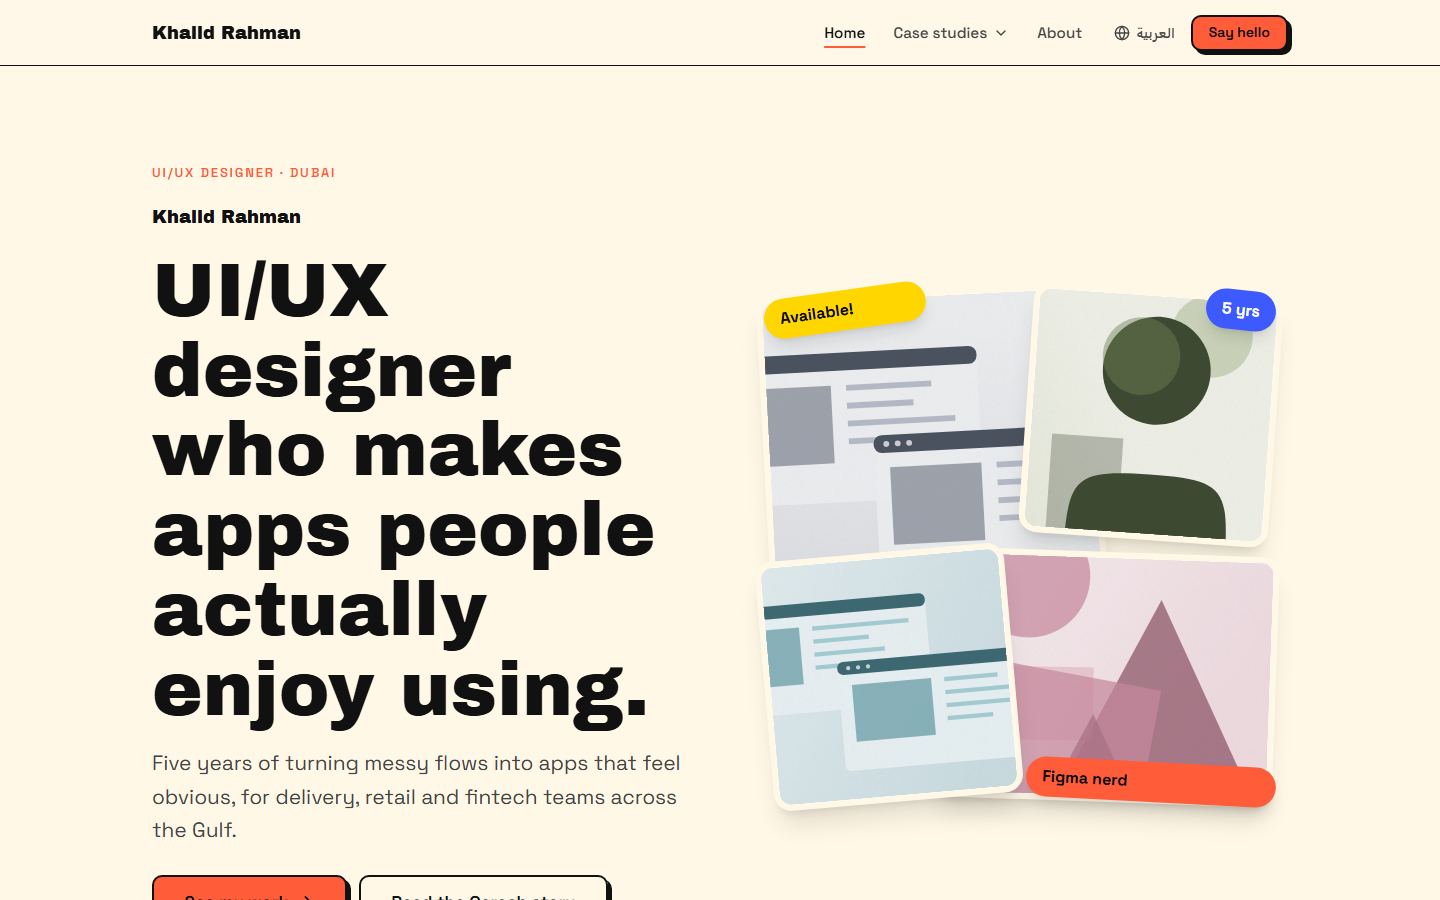 Khalid Rahman
Home
Case studies
About
العربية
Say hello
UI/UX DESIGNER · DUBAI
Khalid Rahman
UI/UX
designer
who makes
apps people
actually
enjoy using.
Five years of turning messy flows into apps that feel
obvious, for delivery, retail and fintech teams across
the Gulf.
Available!
5 yrs
Figma nerd